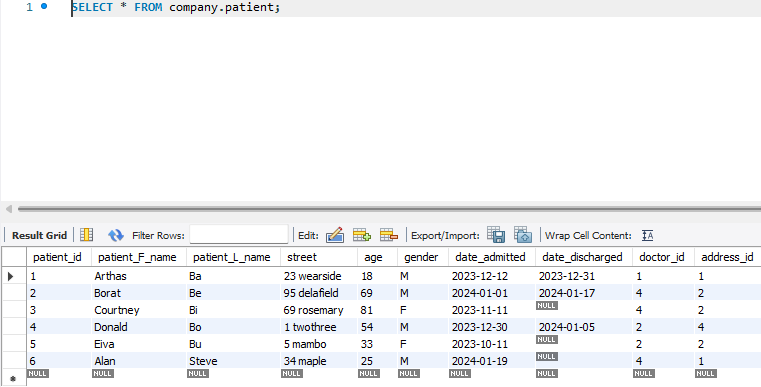 1 SELECT * FROM company.patient;
Result Grid Filter Rows: Edit: Export/Import: Wrap Cell Content: IA
patient_id patient_F_name patient_L_name street age gender date_admitted date_discharged doctor_id address_id
1 Arthas Ba 23 wearside 18 M 2023-12-12 2023-12-31 1 1
2 Borat Be 95 delafield 69 M 2024-01-01 2024-01-17 4 2
3 Courtney Bi 69 rosemary 81 F 2023-11-11 NULL 4 2
4 Donald Bo 1 twothree 54 M 2023-12-30 2024-01-05 2 4
5 Eiva Bu 5 mambo 33 F 2023-10-11 NULL 2 2
6 Alan Steve 34 maple 25 M 2024-01-19 NULL 4 1
NULL NULL NULL NULL NULL NULL NULL NULL NULL NULL